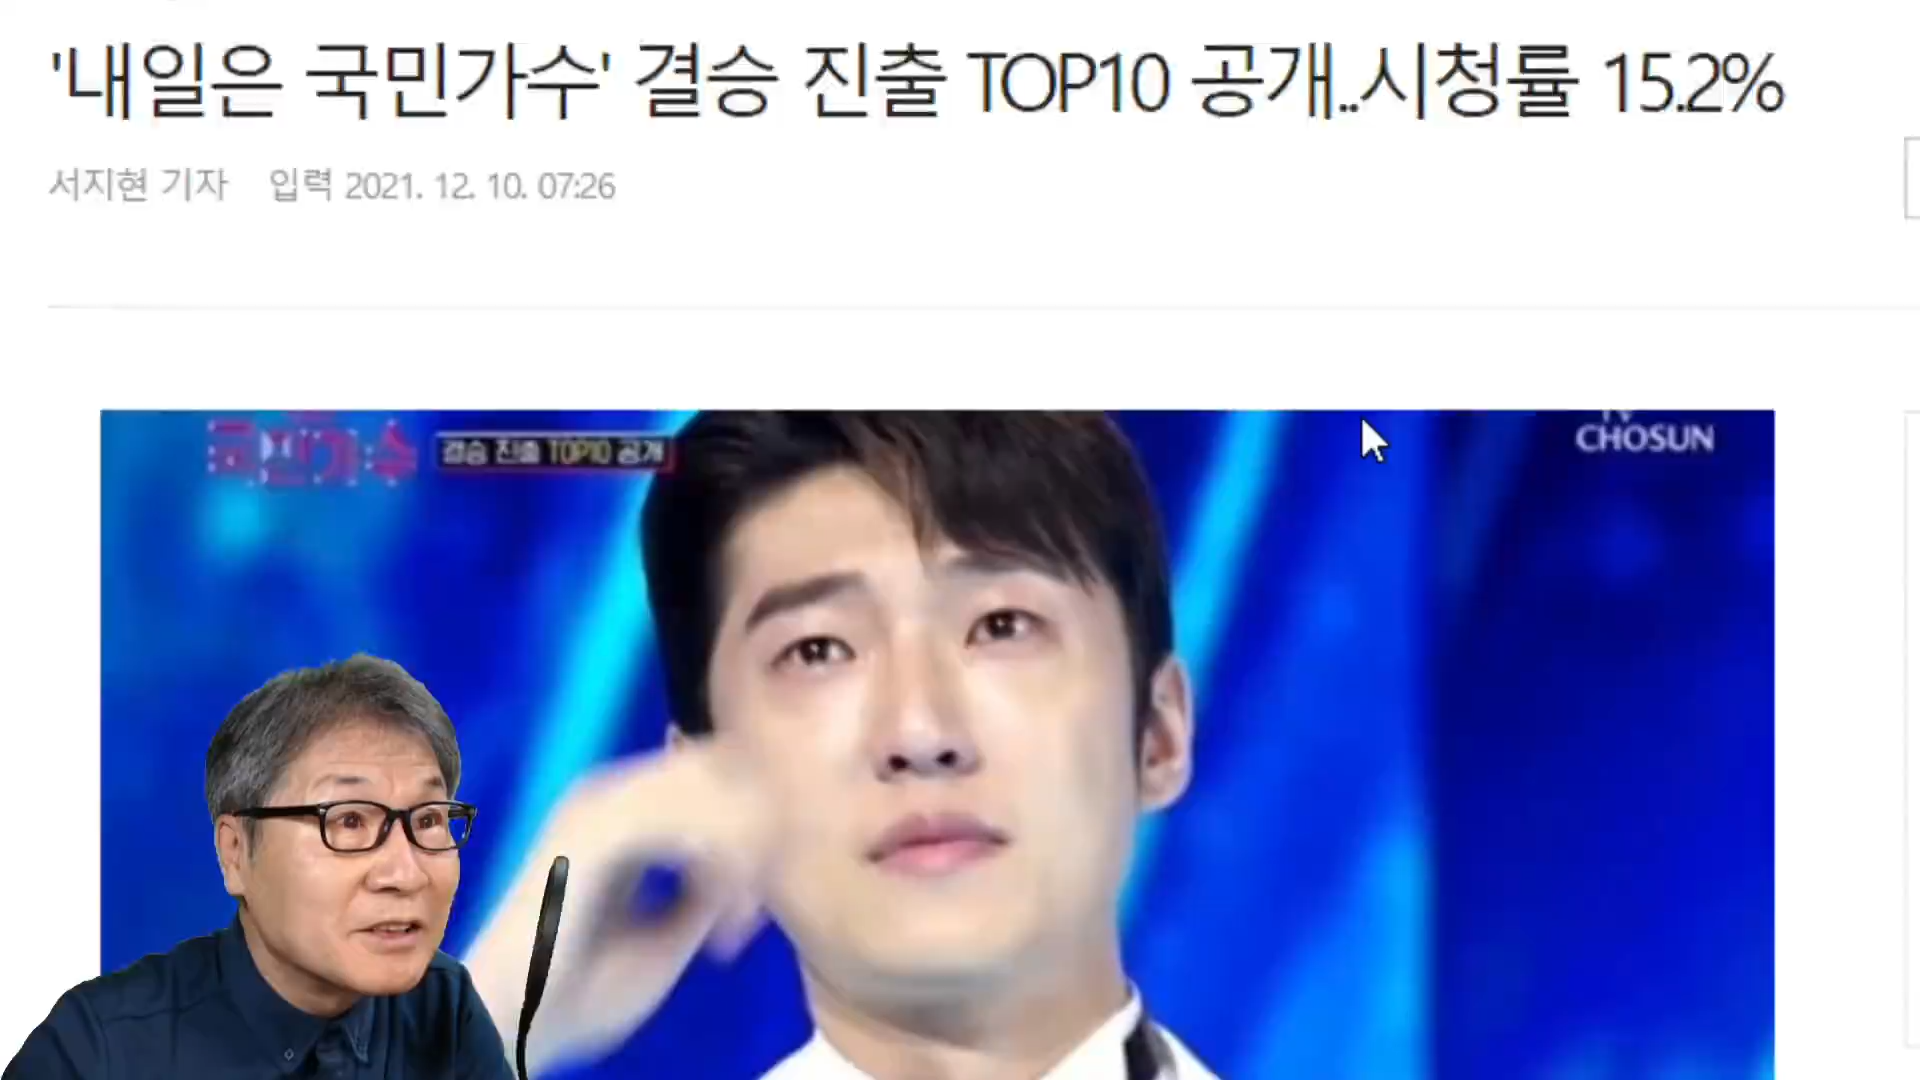 '내일은 국민가수' 결승 진출 TOP10 공개..시청률 15.2%
서지현 기자 입력 2021. 12. 10. 07:26
국민가수 결승 진출 TOP10 공개
CHOSUN